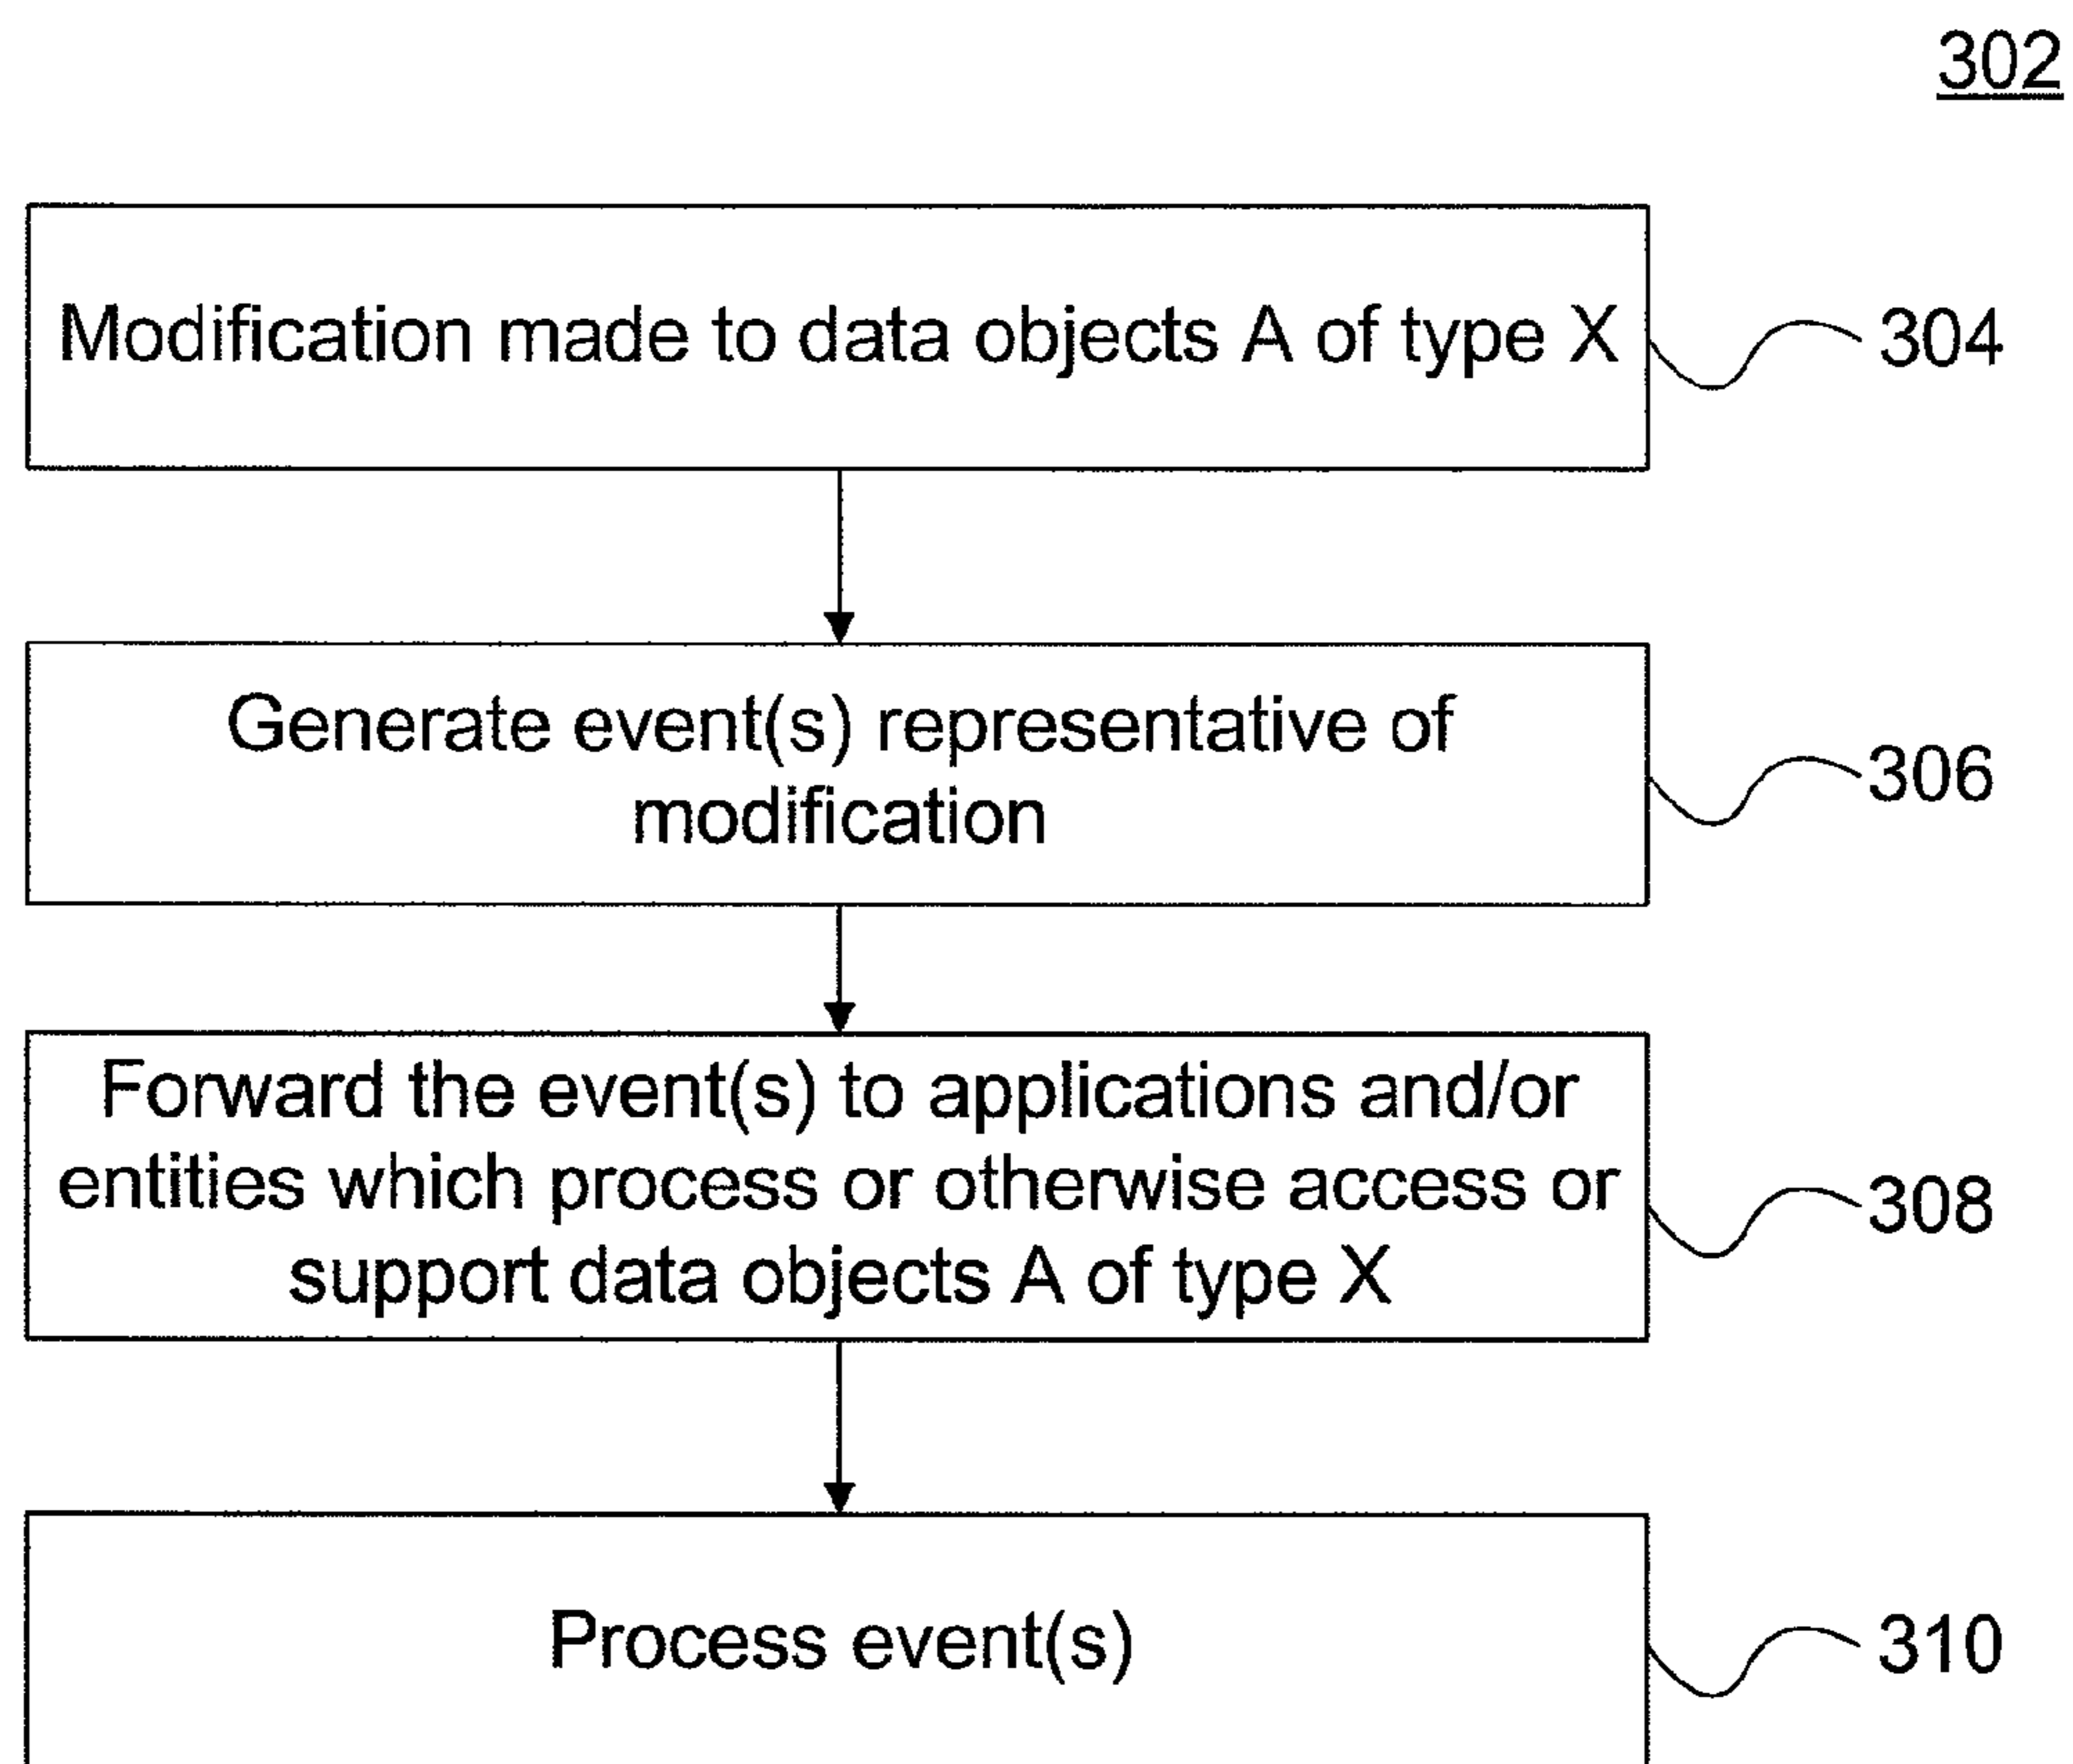 302
Modification made to data objects A of type X
304
Generate event(s) representative of
modification
306
Forward the event(s) to applications and/or
entities which process or otherwise access or
support data objects A of type X
308
Process event(s)
310